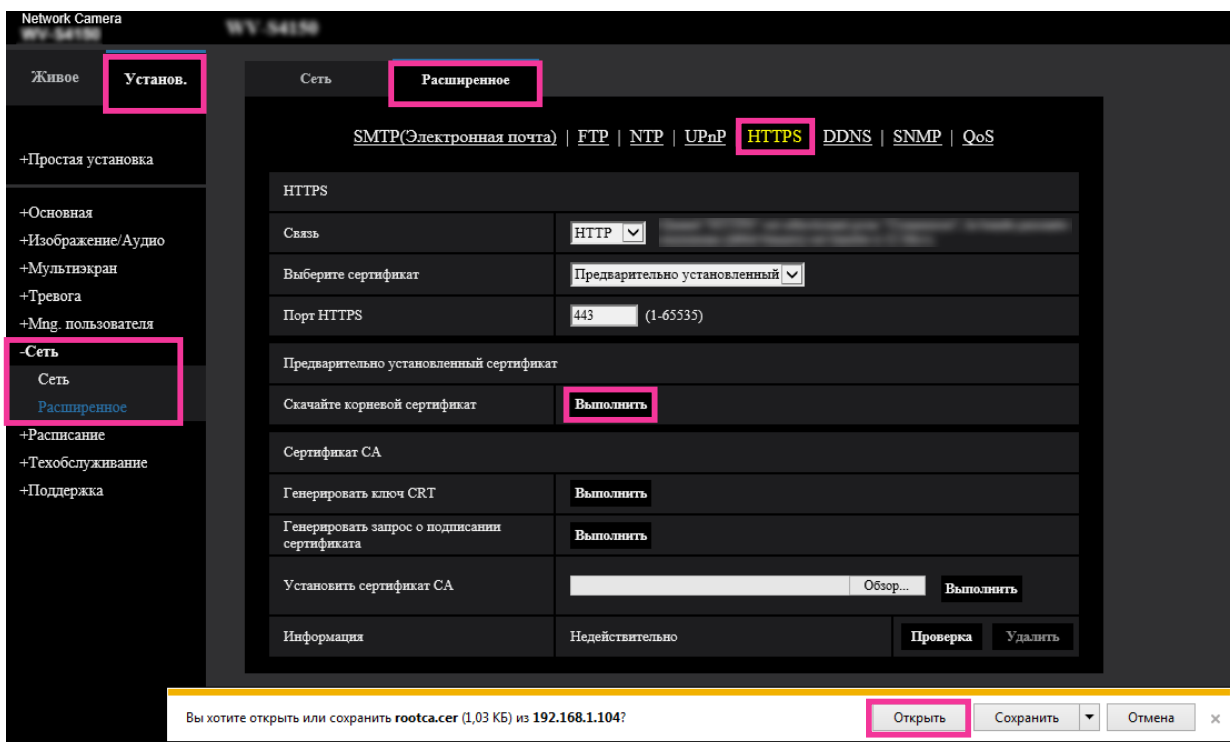 Network Camera
WV-S4150 WV-S4150
Живое Установ.
Сеть Расширенное
SMTP(Электронная почта) | FTP | NTP | UPnP HTTPS DDNS | SNMP | QoS
+Простая установка
HTTPS
+Основная
Связь HTTP
+Изображение/Аудио
+Мультиэкран
Выберите сертификат Предварительно установленный
+Тревога
Порт HTTPS 443 (1-65535)
+Mng. пользователя
-Сеть
Предварительно установленный сертификат
Сеть
Расширенное
Скачайте корневой сертификат Выполнить
+Расписание
Сертификат CA
+Техобслуживание
+Поддержка
Генерировать ключ CRT Выполнить
Генерировать запрос о подписании
сертификата Выполнить
Установить сертификат CA Обзор... Выполнить
Информация Недействительно Проверка Удалить
Вы хотите открыть или сохранить rootca.cer (1,03 КБ) из 192.168.1.104? Открыть Сохранить Отмена ×